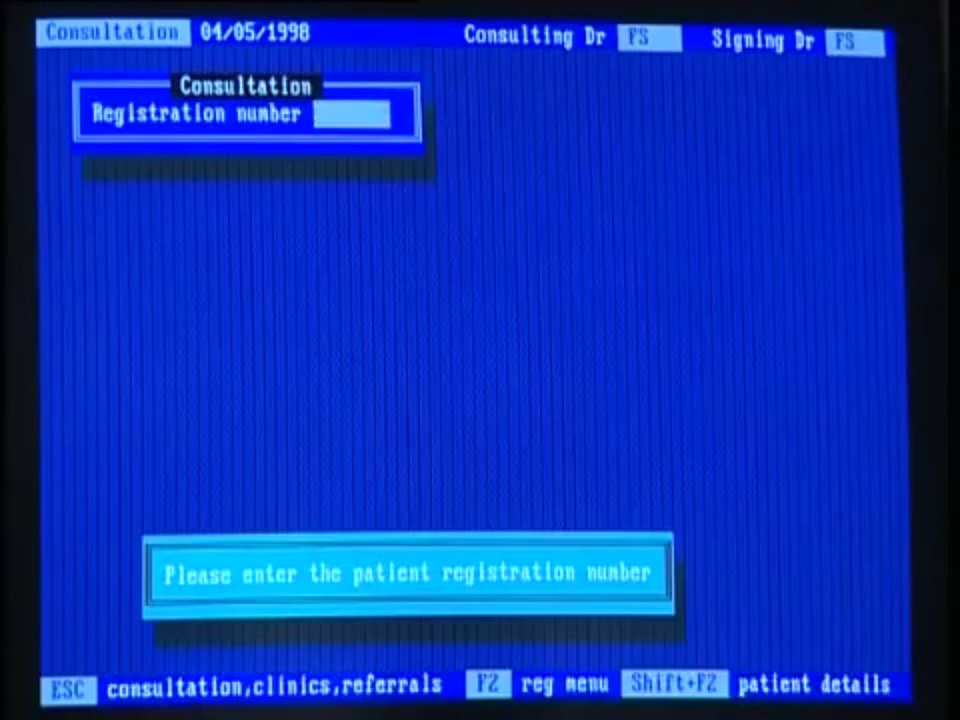 Consultation 04/05/1998 Consulting Dr FS Signing Dr FS
Consultation
Registration number
Please enter the patient registration number
ESC consultation,clinics,referrals F2 reg menu Shift+F2 patient details